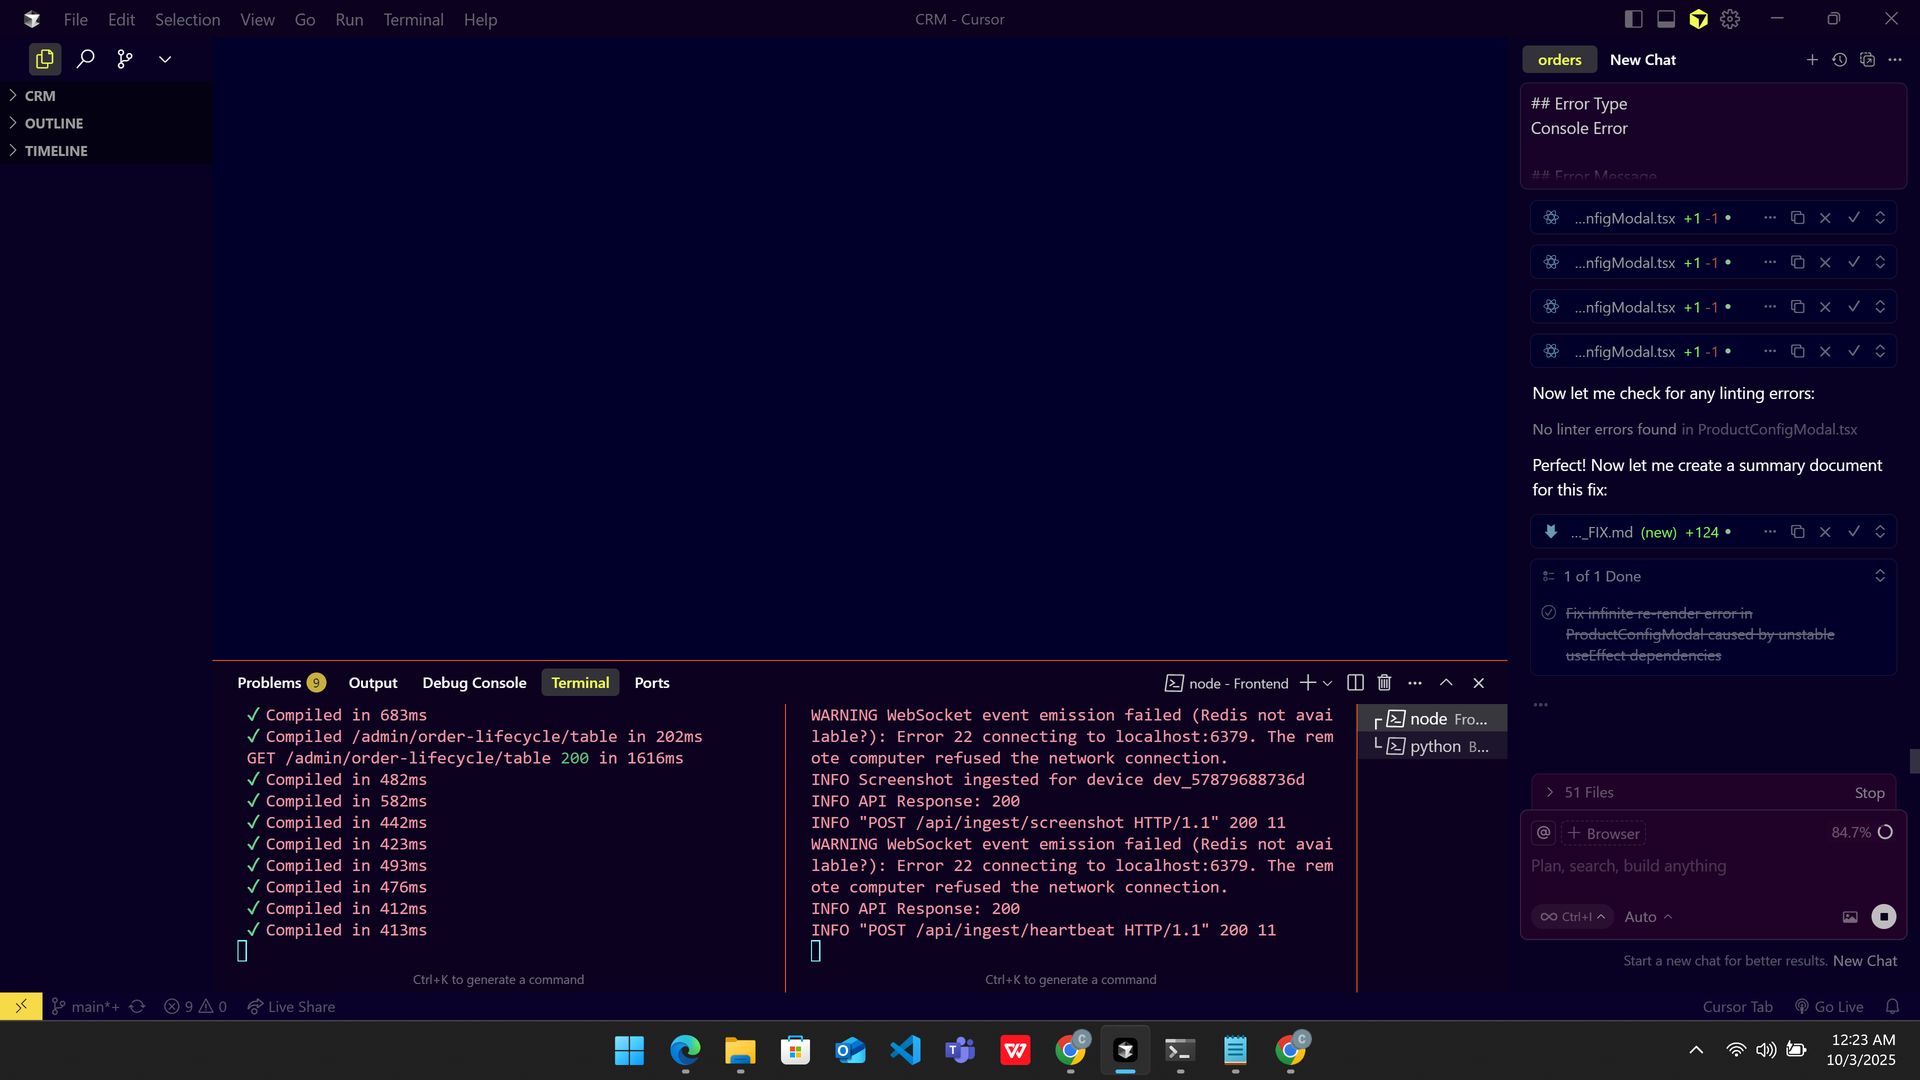 File Edit Selection View Go Run Terminal Help
CRM - Cursor
CRM
OUTLINE
TIMELINE
Problems 9 Output Debug Console Terminal Ports
node - Frontend
✓ Compiled in 683ms
✓ Compiled /admin/order-lifecycle/table in 202ms
GET /admin/order-lifecycle/table 200 in 1616ms
✓ Compiled in 482ms
✓ Compiled in 582ms
✓ Compiled in 442ms
✓ Compiled in 423ms
✓ Compiled in 493ms
✓ Compiled in 476ms
✓ Compiled in 412ms
✓ Compiled in 413ms
Ctrl+K to generate a command
WARNING WebSocket event emission failed (Redis not avai
lable?): Error 22 connecting to localhost:6379. The rem
ote computer refused the network connection.
INFO Screenshot ingested for device dev_57879688736d
INFO API Response: 200
INFO "POST /api/ingest/screenshot HTTP/1.1" 200 11
WARNING WebSocket event emission failed (Redis not avai
lable?): Error 22 connecting to localhost:6379. The rem
ote computer refused the network connection.
INFO API Response: 200
INFO "POST /api/ingest/heartbeat HTTP/1.1" 200 11
Ctrl+K to generate a command
node Fro...
python B...
orders New Chat
## Error Type
Console Error
## Error Message
...nfigModal.tsx +1 -1
...nfigModal.tsx +1 -1
...nfigModal.tsx +1 -1
...nfigModal.tsx +1 -1
Now let me check for any linting errors:
No linter errors found in ProductConfigModal.tsx
Perfect! Now let me create a summary document
for this fix:
..._FIX.md (new) +124
1 of 1 Done
Fix infinite re-render error in
ProductConfigModal caused by unstable
useEffect dependencies
51 Files Stop
@ + Browser 84.7%
Plan, search, build anything
Ctrl+I Auto
Start a new chat for better results. New Chat
main*+ 9 0 Live Share
Cursor Tab Go Live
12:23 AM
10/3/2025